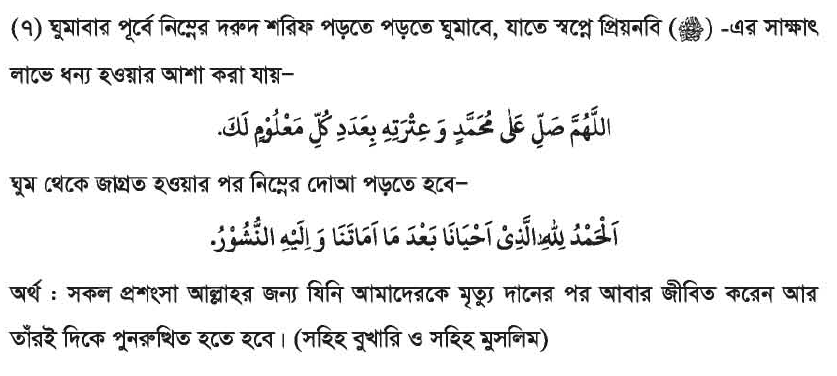 (৭) ঘুমাবার পূর্বে নিম্নের দরুদ শরিফ পড়তে পড়তে ঘুমাবে, যাতে স্বপ্নে প্রিয়নবি (ﷺ) -এর সাক্ষাৎ
লাভে ধন্য হওয়ার আশা করা যায়–
اللَّهُمَّ صَلِّ عَلٰى مُحَمَّدٍ وَ عِتْرَتِهِ بِعَدَدِ كُلِّ مَعْلُوْمٍ لَكَ.
ঘুম থেকে জাগ্রত হওয়ার পর নিম্নের দোআ পড়তে হবে–
اَلْحَمْدُ لِلّٰهِ الَّذِىْ اَحْيَانَا بَعْدَ مَا اَمَاتَنَا وَ اِلَيْهِ النُّشُوْرُ.
অর্থ : সকল প্রশংসা আল্লাহর জন্য যিনি আমাদেরকে মৃত্যু দানের পর আবার জীবিত করেন আর
তাঁরই দিকে পুনরুত্থিত হতে হবে। (সহিহ বুখারি ও সহিহ মুসলিম)